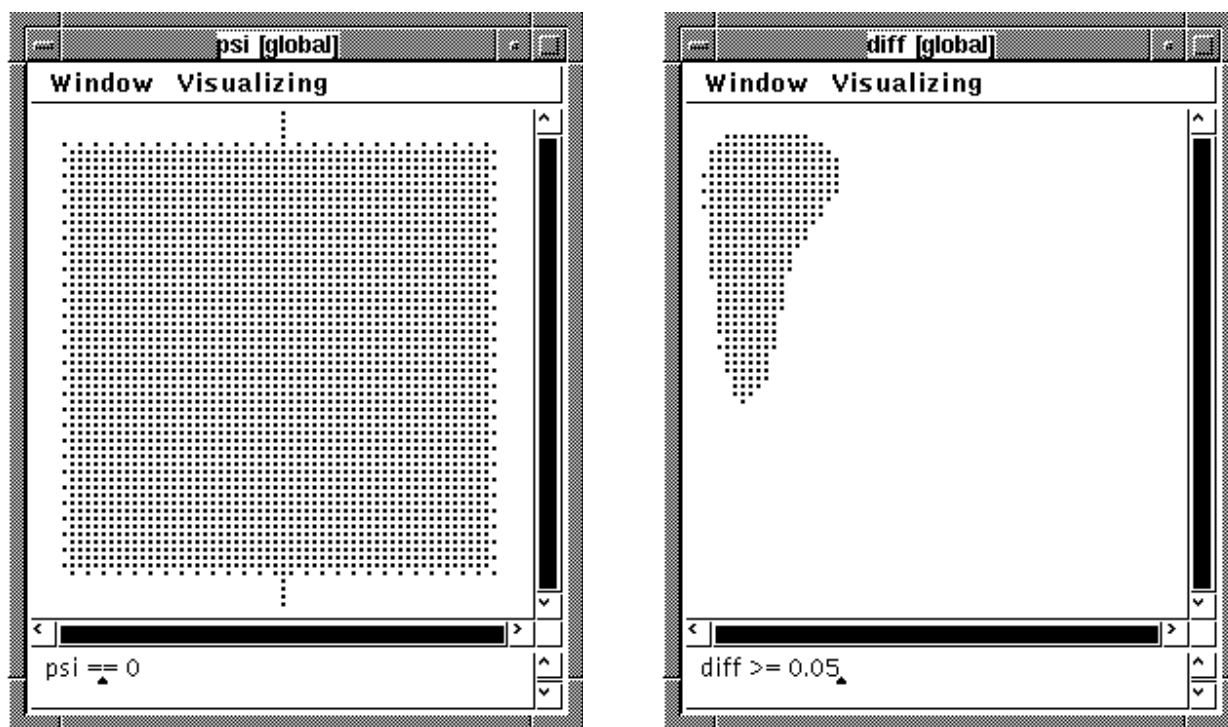 psi [global]
Window Visualizing
psi == 0
diff [global]
Window Visualizing
diff >= 0.05